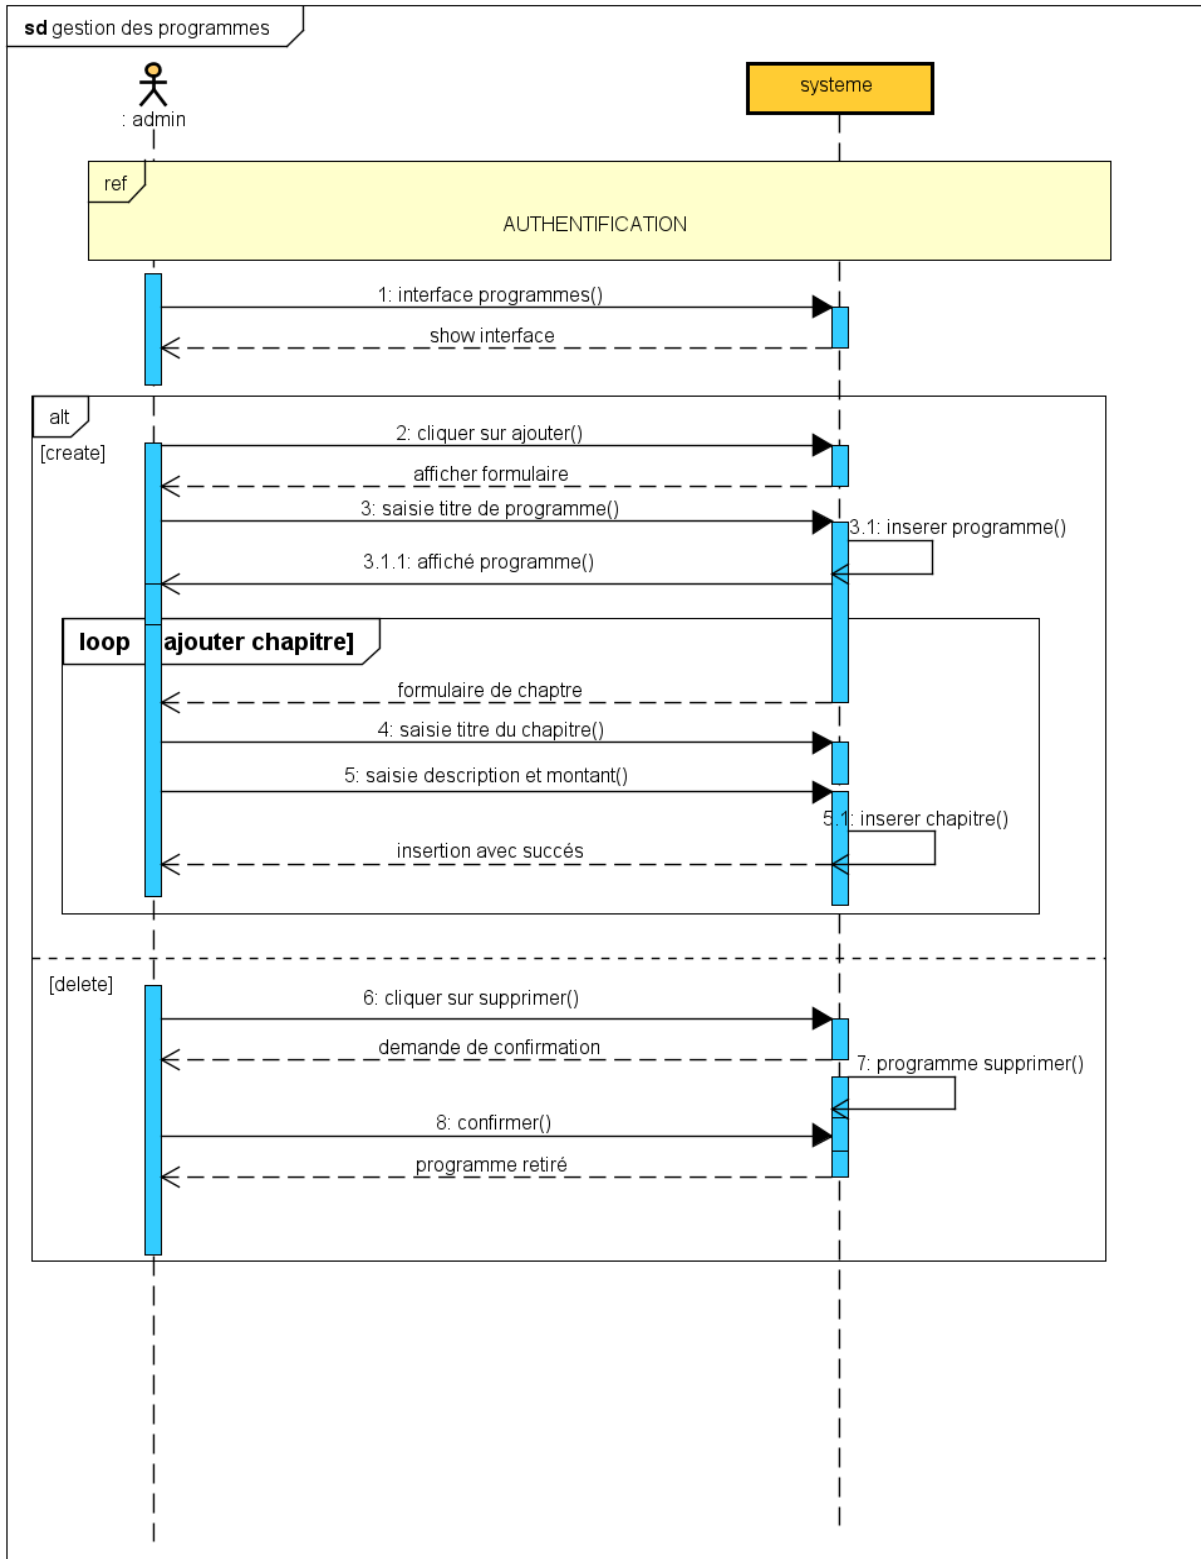 sd gestion des programmes
: admin
systeme
ref
AUTHENTIFICATION
1: interface programmes()
show interface
alt
[create]
2: cliquer sur ajouter()
afficher formulaire
3: saisie titre de programme()
3.1: inserer programme()
3.1.1: affiché programme()
loop ajouter chapitre]
formulaire de chaptre
4: saisie titre du chapitre()
5: saisie description et montant()
5.1: inserer chapitre()
insertion avec succés
[delete]
6: cliquer sur supprimer()
demande de confirmation
7: programme supprimer()
8: confirmer()
programme retiré